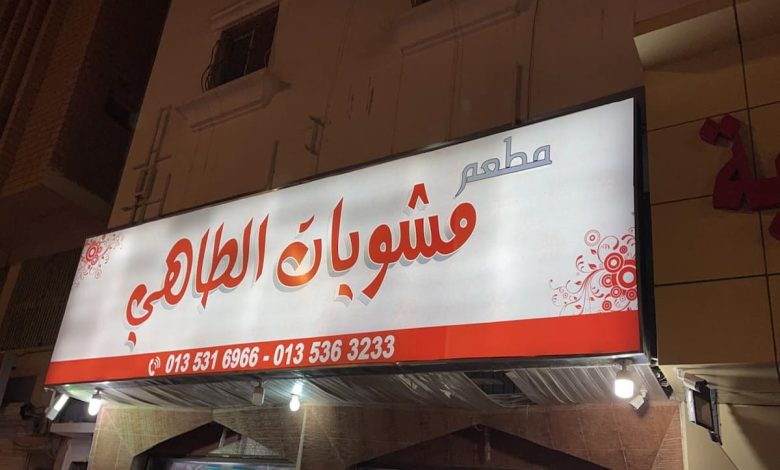 مطعم
مشويات الطاهي
013 531 6966 - 013 536 3233